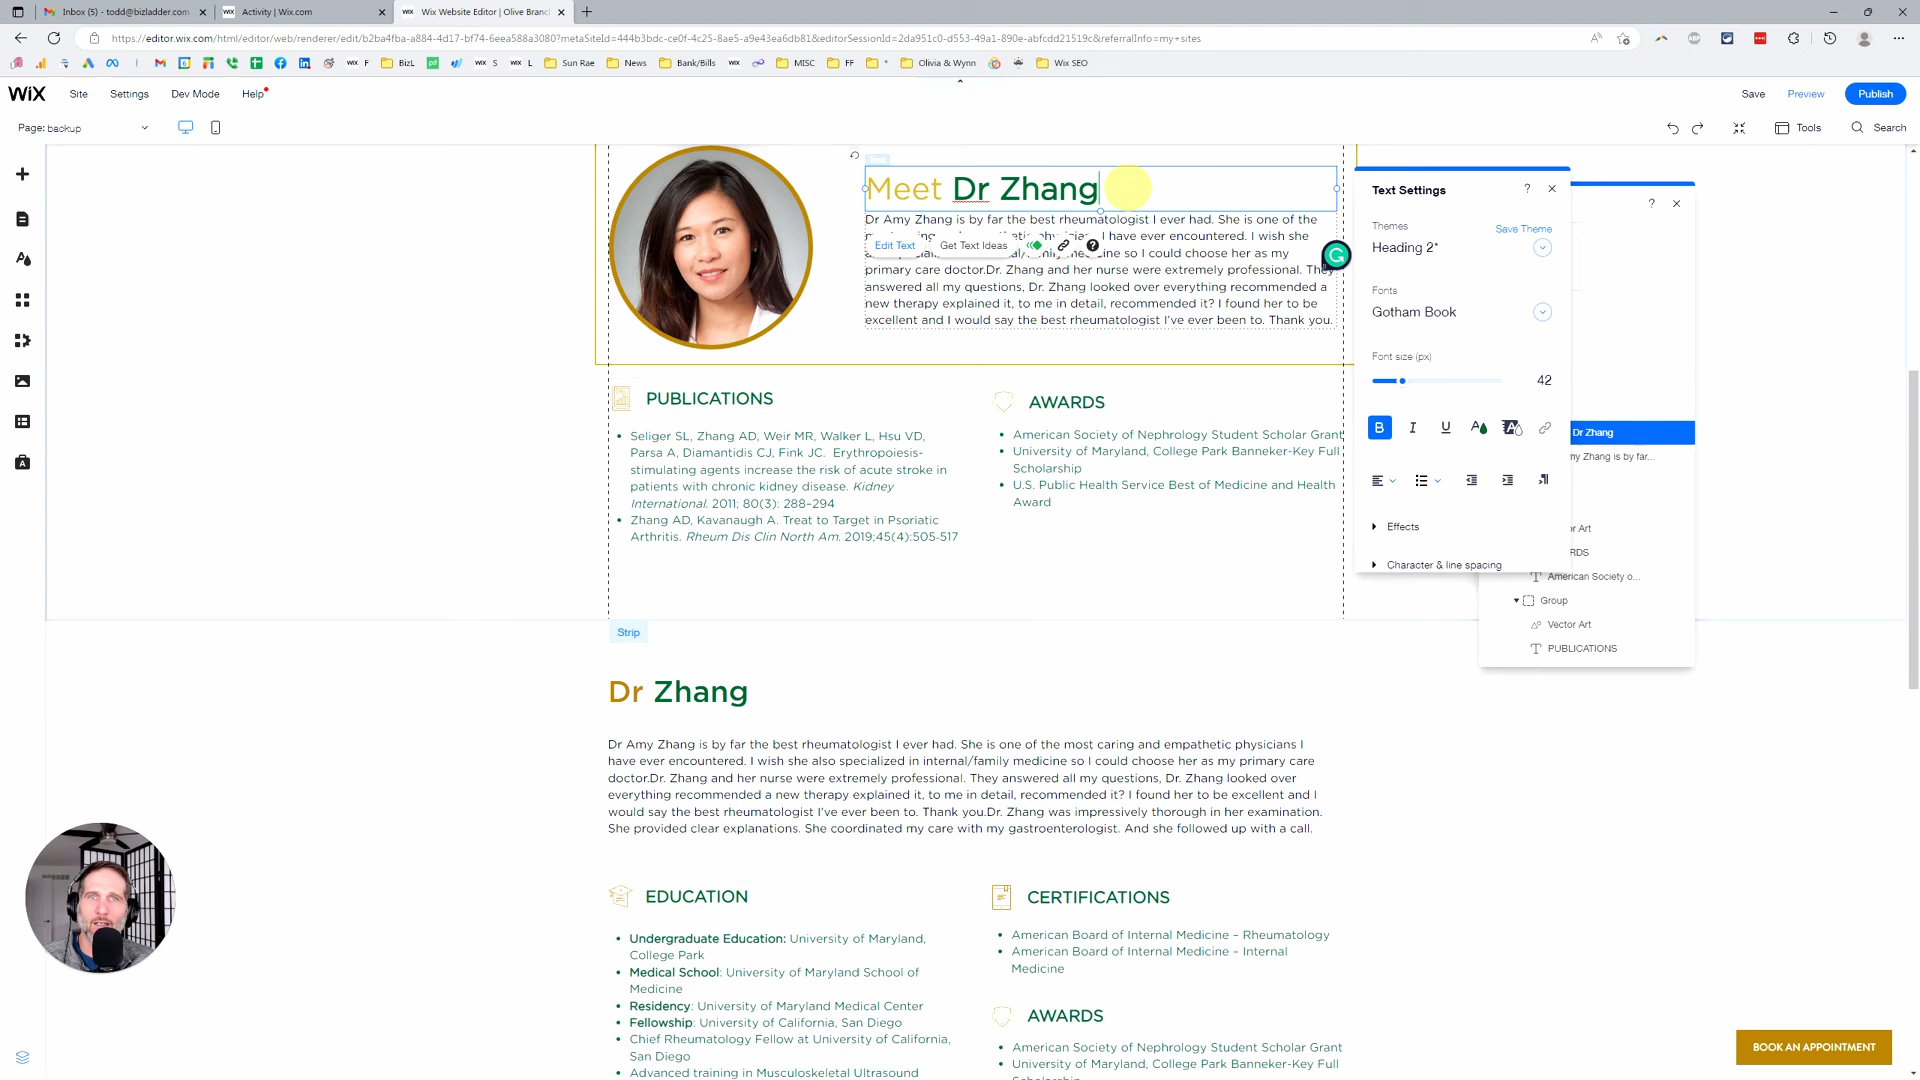 Inbox (5) - todd@bizladder.com
WIX Activity | Wix.com
WIX Wix Website Editor | Olive Branc
https://editor.wix.com/html/editor/web/renderer/edit/b2ba4fba-a884-4d17-bf74-6eea588a3080?metaSiteId=444b3bdc-ce0f-4c25-8ae5-a9e43ea6db81&editorSessionId=2da951c0-d553-49a1-890e-abfcdd21519c&referralInfo=my+sites
WIX F BizL WIX S WIX L Sun Rae News Bank/Bills WIX MISC FF * Olivia & Wynn Wix SEO
WIX Site Settings Dev Mode Help Save Preview Publish
Page: backup Tools Search
Text
Meet Dr Zhang
Dr Amy Zhang is by far the best rheumatologist I ever had. She is one of the
I have ever encountered. I wish she
Edit Text Get Text Ideas
so I could choose her as my
primary care doctor.Dr. Zhang and her nurse were extremely professional. They
answered all my questions, Dr. Zhang looked over everything recommended a
new therapy explained it, to me in detail, recommended it? I found her to be
excellent and I would say the best rheumatologist I've ever been to. Thank you.
PUBLICATIONS
Seliger SL, Zhang AD, Weir MR, Walker L, Hsu VD,
Parsa A, Diamantidis CJ, Fink JC. Erythropoiesis-
stimulating agents increase the risk of acute stroke in
patients with chronic kidney disease. Kidney
International. 2011; 80(3): 288–294
Zhang AD, Kavanaugh A. Treat to Target in Psoriatic
Arthritis. Rheum Dis Clin North Am. 2019;45(4):505-517
AWARDS
American Society of Nephrology Student Scholar Grant
University of Maryland, College Park Banneker-Key Full
Scholarship
U.S. Public Health Service Best of Medicine and Health
Award
Text Settings ?
Themes Save Theme
Heading 2*
Fonts
Gotham Book
Font size (px)
42
B I U
Effects
Character & line spacing
?
Dr Zhang
my Zhang is by far...
or Art
RDS
American Society o...
Group
Vector Art
PUBLICATIONS
Strip
Dr Zhang
Dr Amy Zhang is by far the best rheumatologist I ever had. She is one of the most caring and empathetic physicians I
have ever encountered. I wish she also specialized in internal/family medicine so I could choose her as my primary care
doctor.Dr. Zhang and her nurse were extremely professional. They answered all my questions, Dr. Zhang looked over
everything recommended a new therapy explained it, to me in detail, recommended it? I found her to be excellent and I
would say the best rheumatologist I've ever been to. Thank you.Dr. Zhang was impressively thorough in her examination.
She provided clear explanations. She coordinated my care with my gastroenterologist. And she followed up with a call.
EDUCATION
Undergraduate Education: University of Maryland,
College Park
Medical School: University of Maryland School of
Medicine
Residency: University of Maryland Medical Center
Fellowship: University of California, San Diego
Chief Rheumatology Fellow at University of California,
San Diego
Advanced training in Musculoskeletal Ultrasound
CERTIFICATIONS
American Board of Internal Medicine – Rheumatology
American Board of Internal Medicine – Internal
Medicine
AWARDS
American Society of Nephrology Student Scholar Grant
University of Maryland, College Park Banneker-Key Full
BOOK AN APPOINTMENT